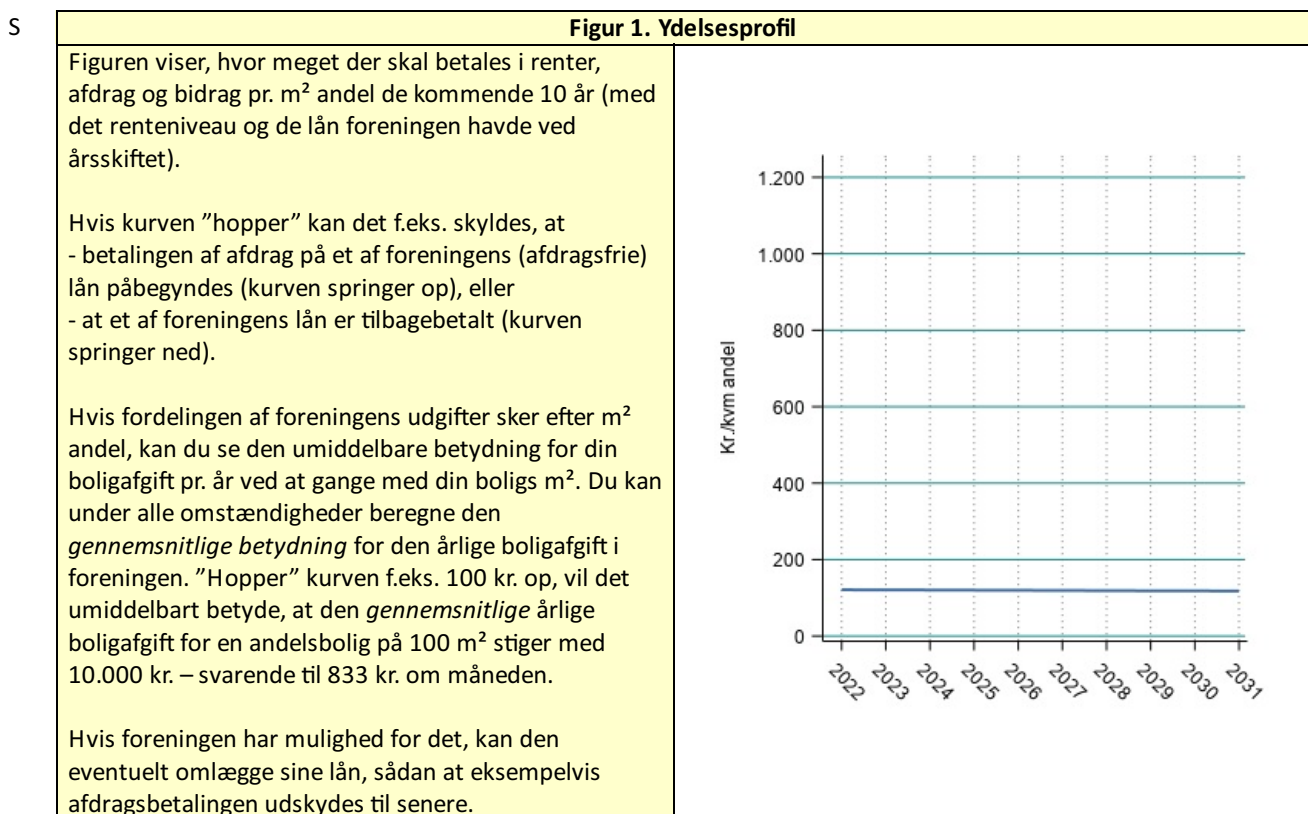 S
Figur 1. Ydelsesprofil
Figuren viser, hvor meget der skal betales i renter,
afdrag og bidrag pr. m² andel de kommende 10 år (med
det renteniveau og de lån foreningen havde ved
årsskiftet).
Hvis kurven ”hopper” kan det f.eks. skyldes, at
- betalingen af afdrag på et af foreningens (afdragsfrie)
lån påbegyndes (kurven springer op), eller
- at et af foreningens lån er tilbagebetalt (kurven
springer ned).
Hvis fordelingen af foreningens udgifter sker efter m²
andel, kan du se den umiddelbare betydning for din
boligafgift pr. år ved at gange med din boligs m². Du kan
under alle omstændigheder beregne den
gennemsnitlige betydning for den årlige boligafgift i
foreningen. ”Hopper” kurven f.eks. 100 kr. op, vil det
umiddelbart betyde, at den gennemsnitlige årlige
boligafgift for en andelsbolig på 100 m² stiger med
10.000 kr. – svarende til 833 kr. om måneden.
Hvis foreningen har mulighed for det, kan den
eventuelt omlægge sine lån, sådan at eksempelvis
afdragsbetalingen udskydes til senere.
Kr./kvm andel
1.200
1.000
800
600
400
200
0
2022
2023
2024
2025
2026
2027
2028
2029
2030
2031